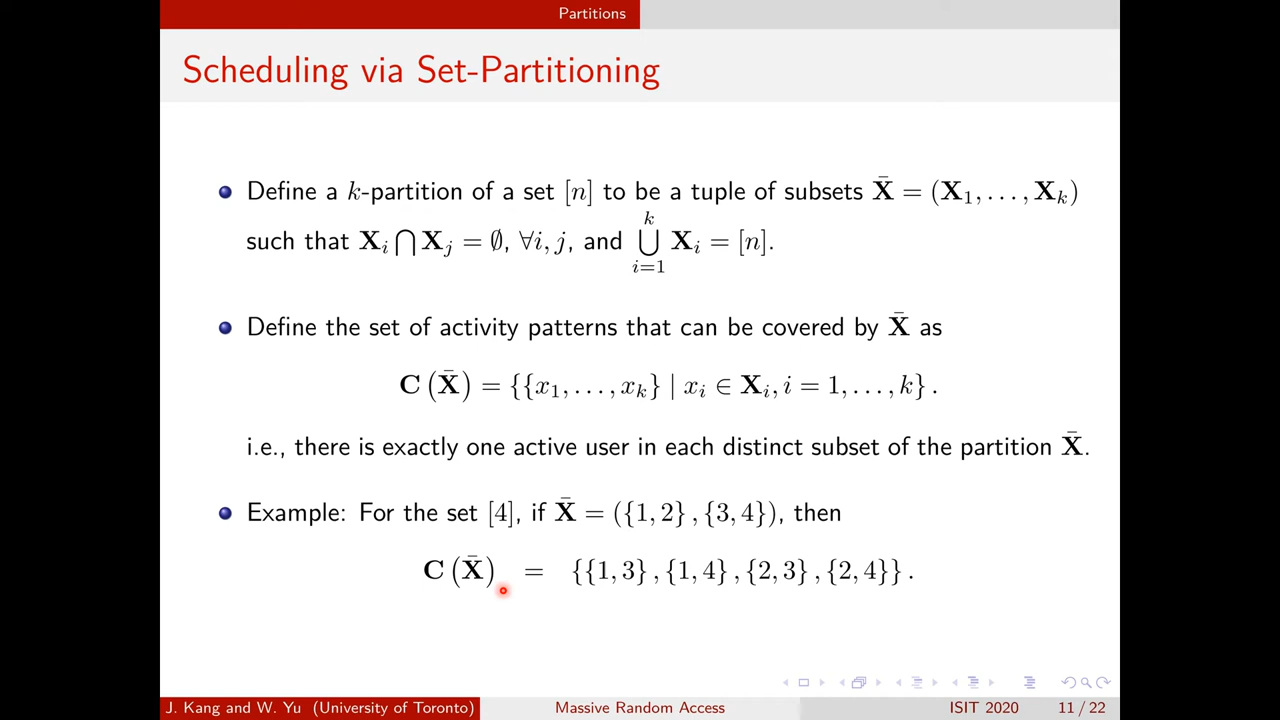 Partitions
Scheduling via Set-Partitioning
Define a k-partition of a set [n] to be a tuple of subsets X̄ = (X₁, . . . , Xₖ)
such that Xᵢ ⋂ Xⱼ = ∅, ∀i, j, and ⋃ᵢ₌₁ᵏ Xᵢ = [n].
Define the set of activity patterns that can be covered by X̄ as
C (X̄) = {{x₁, . . . , xₖ} | xᵢ ∈ Xᵢ, i = 1, . . . , k} .
i.e., there is exactly one active user in each distinct subset of the partition X̄.
Example: For the set [4], if X̄ = ({1, 2} , {3, 4}), then
C (X̄) = {{1, 3} , {1, 4} , {2, 3} , {2, 4}} .
J. Kang and W. Yu (University of Toronto) Massive Random Access ISIT 2020 11 / 22